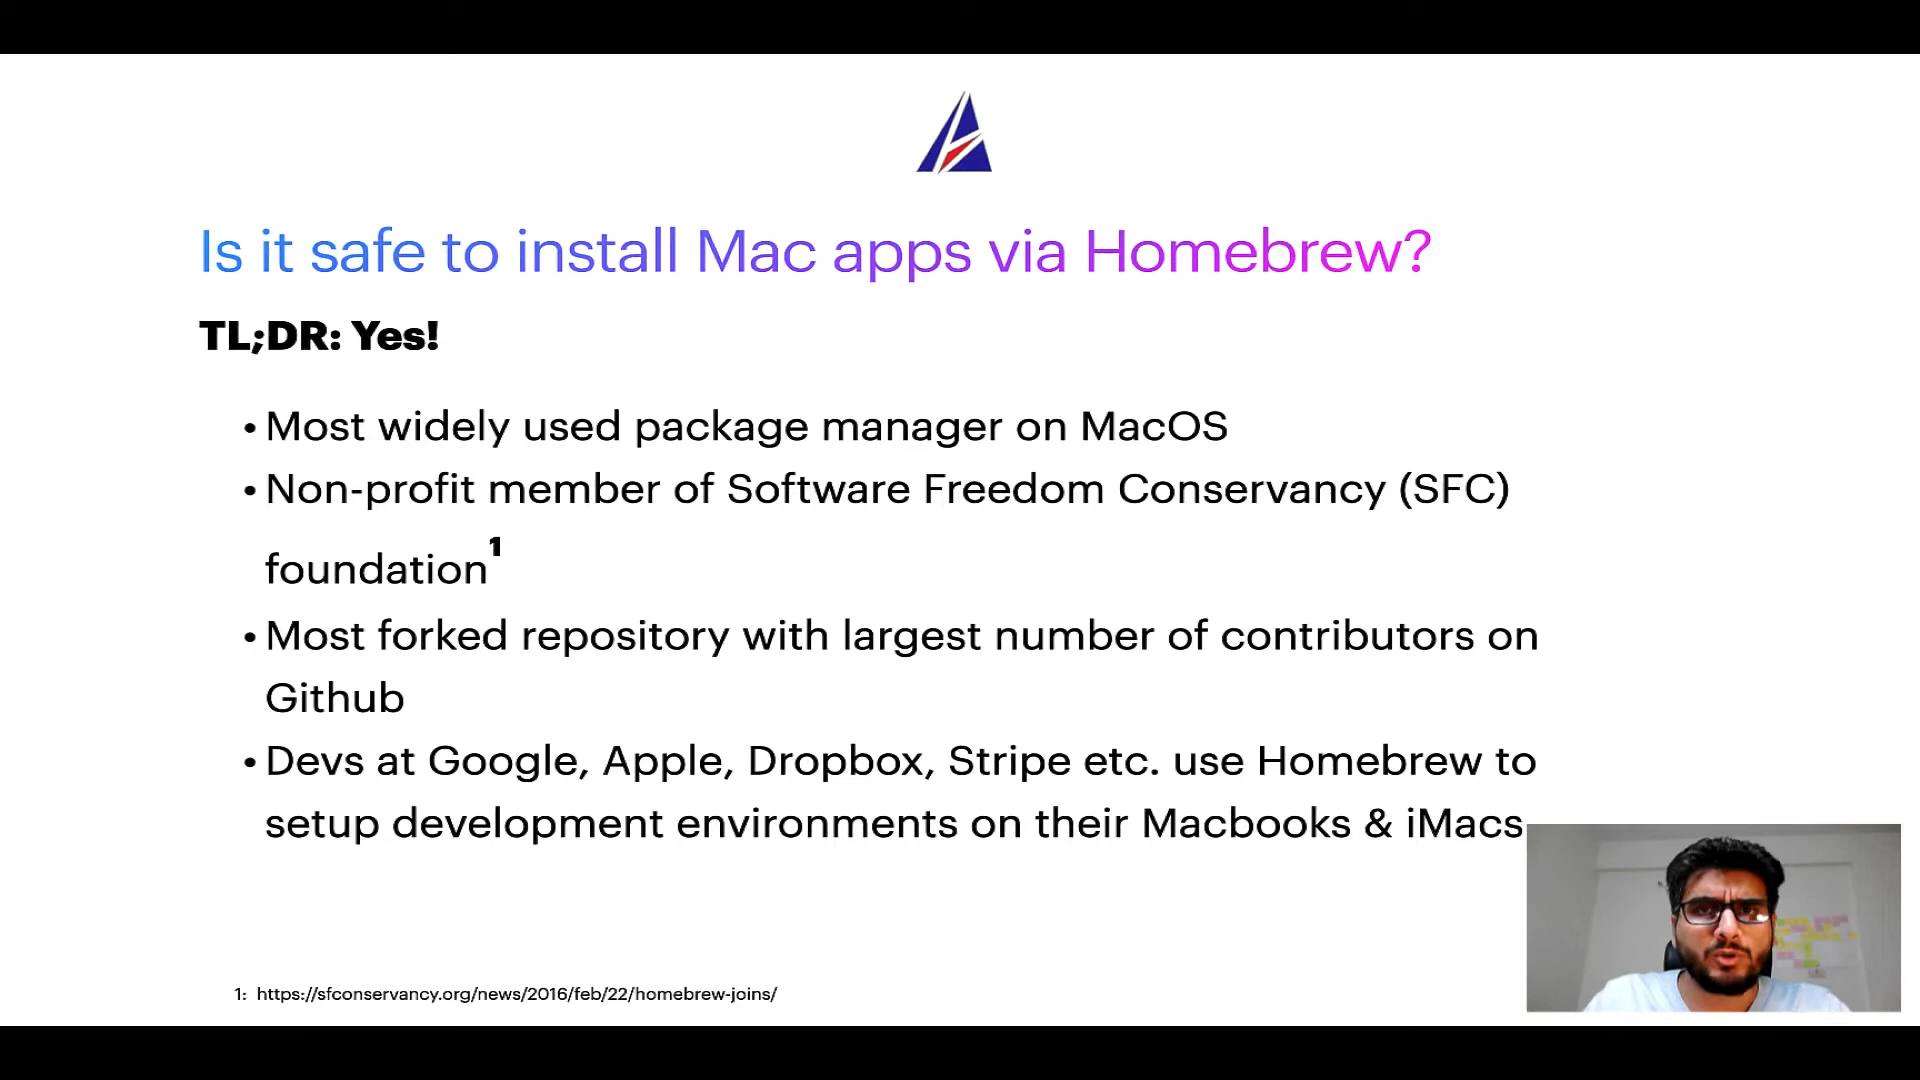 Is it safe to install Mac apps via Homebrew?
TL;DR: Yes!
• Most widely used package manager on MacOS
• Non-profit member of Software Freedom Conservancy (SFC)
foundation1
• Most forked repository with largest number of contributors on
Github
• Devs at Google, Apple, Dropbox, Stripe etc. use Homebrew to
setup development environments on their Macbooks & iMacs
1: https://sfconservancy.org/news/2016/feb/22/homebrew-joins/